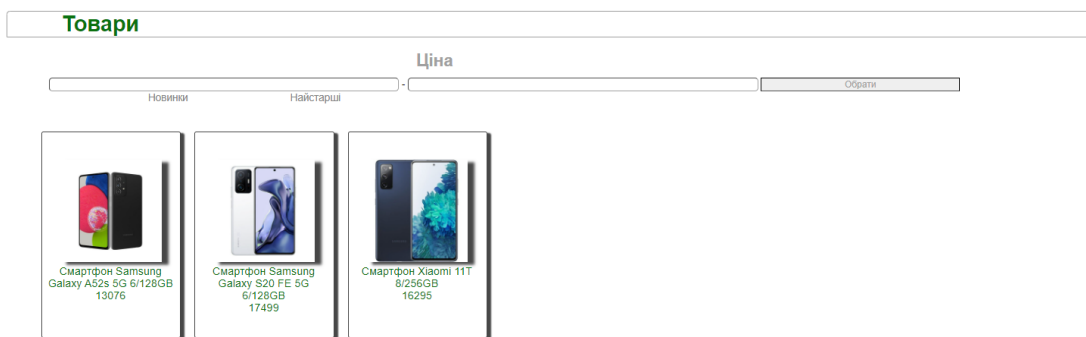 Товари
Ціна
-
Обрати
Новинки
Найстарші
Смартфон Samsung
Galaxy A52s 5G 6/128GB
13076
Смартфон Samsung
Galaxy S20 FE 5G
6/128GB
17499
Смартфон Xiaomi 11T
8/256GB
16295